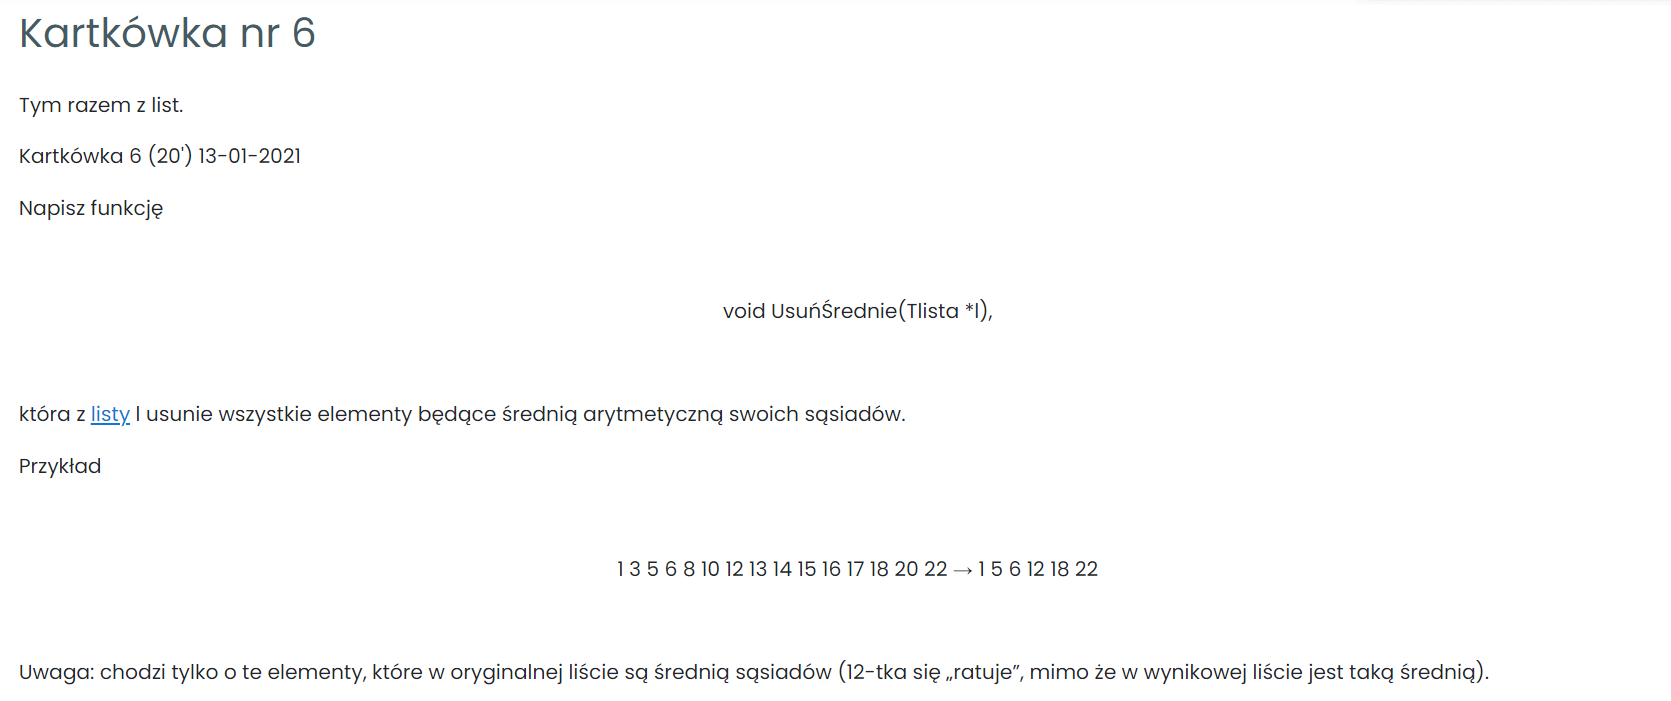 Kartkówka nr 6
Tym razem z list.
Kartkówka 6 (20') 13-01-2021
Napisz funkcję
void UsuńŚrednie(Tlista *l),
która z listy l usunie wszystkie elementy będące średnią arytmetyczną swoich sąsiadów.
Przykład
1 3 5 6 8 10 12 13 14 15 16 17 18 20 22 → 1 5 6 12 18 22
Uwaga: chodzi tylko o te elementy, które w oryginalnej liście są średnią sąsiadów (12-tka się „ratuje”, mimo że w wynikowej liście jest taką średnią).